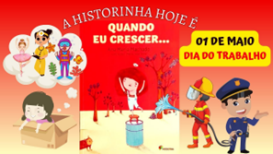 A HISTORINHA HOJE É
QUANDO
EU CRESCER...
01 DE MAIO
DIA DO TRABALHO